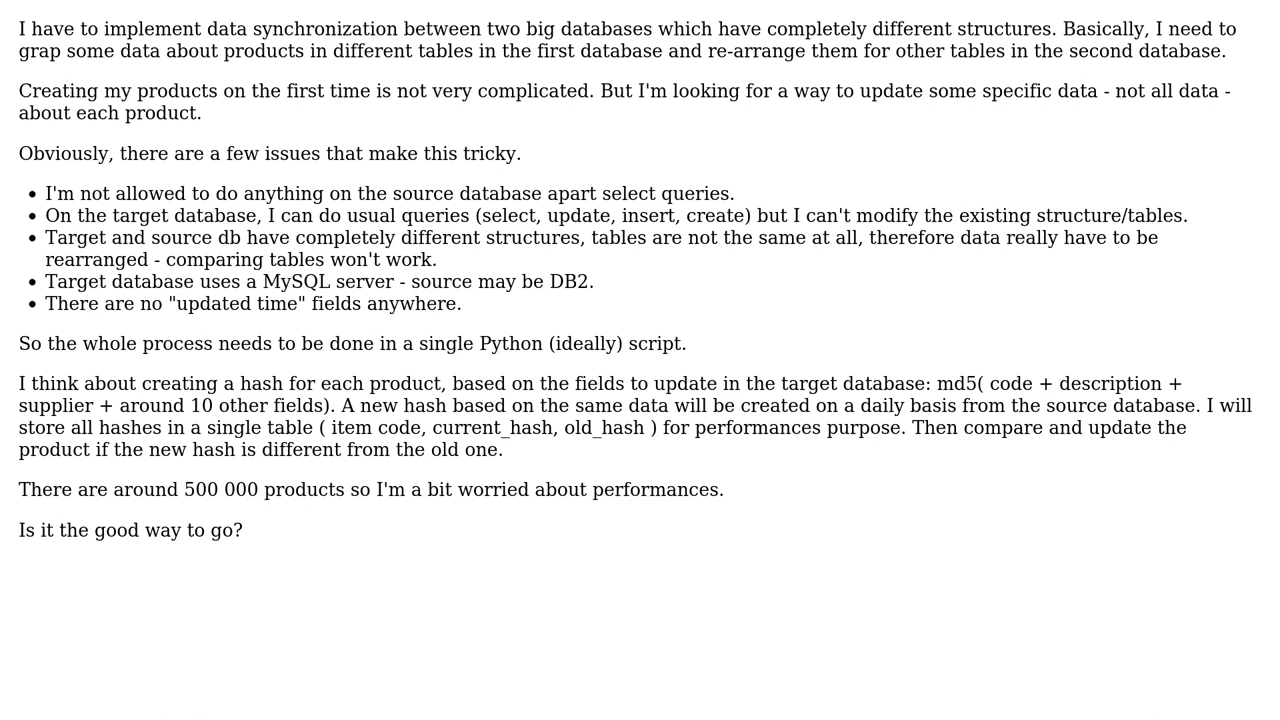 I have to implement data synchronization between two big databases which have completely different structures. Basically, I need to
grap some data about products in different tables in the first database and re-arrange them for other tables in the second database.
Creating my products on the first time is not very complicated. But I'm looking for a way to update some specific data - not all data -
about each product.
Obviously, there are a few issues that make this tricky.
• I'm not allowed to do anything on the source database apart select queries.
• On the target database, I can do usual queries (select, update, insert, create) but I can't modify the existing structure/tables.
• Target and source db have completely different structures, tables are not the same at all, therefore data really have to be
rearranged - comparing tables won't work.
• Target database uses a MySQL server - source may be DB2.
• There are no "updated time" fields anywhere.
So the whole process needs to be done in a single Python (ideally) script.
I think about creating a hash for each product, based on the fields to update in the target database: md5( code + description +
supplier + around 10 other fields). A new hash based on the same data will be created on a daily basis from the source database. I will
store all hashes in a single table ( item code, current_hash, old_hash ) for performances purpose. Then compare and update the
product if the new hash is different from the old one.
There are around 500 000 products so I'm a bit worried about performances.
Is it the good way to go?